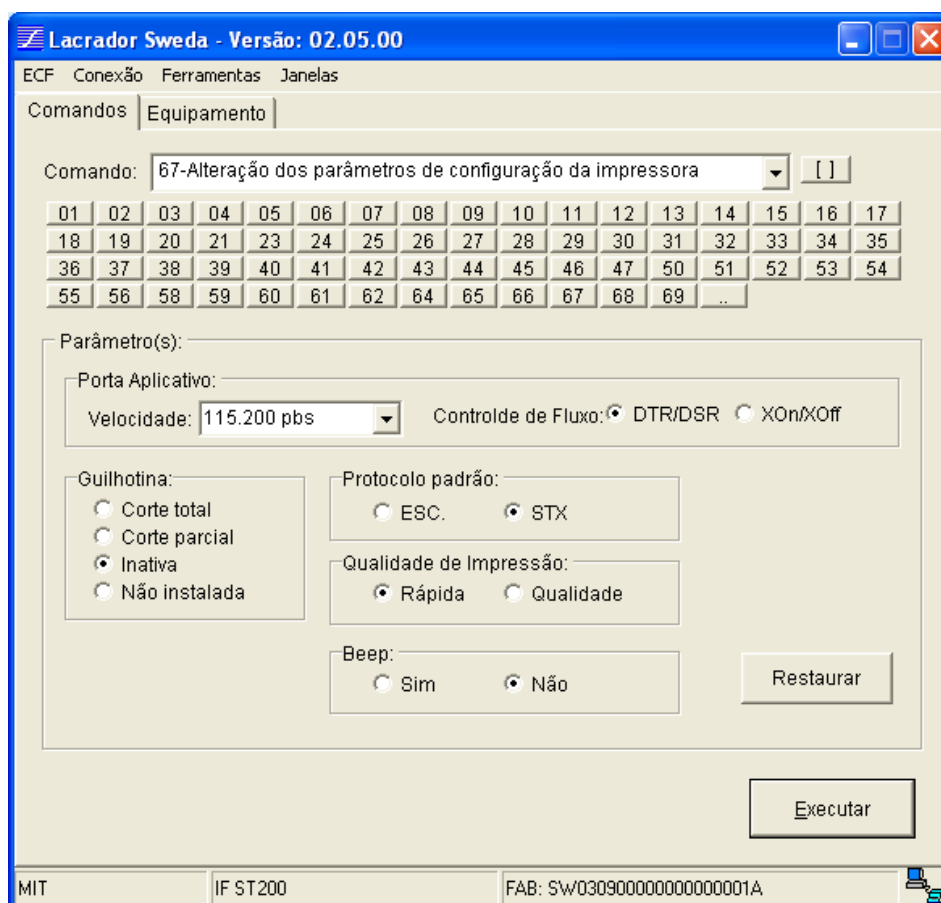 Lacrador Sweda - Versão: 02.05.00
ECF Conexão Ferramentas Janelas
Comandos Equipamento
Comando: 67-Alteração dos parâmetros de configuração da impressora [ ]
01 02 03 04 05 06 07 08 09 10 11 12 13 14 15 16 17
18 19 20 21 23 24 25 26 27 28 29 30 31 32 33 34 35
36 37 38 39 40 41 42 43 44 45 46 47 50 51 52 53 54
55 56 58 59 60 61 62 64 65 66 67 68 69 ..
Parâmetro(s):
Porta Aplicativo:
Velocidade: 115.200 pbs Controlde de Fluxo: DTR/DSR XOn/XOff
Guilhotina:
Corte total
Corte parcial
Inativa
Não instalada
Protocolo padrão:
ESC. STX
Qualidade de Impressão:
Rápida Qualidade
Beep:
Sim Não
Restaurar
Executar
MIT IF ST200 FAB: SW030900000000000001A